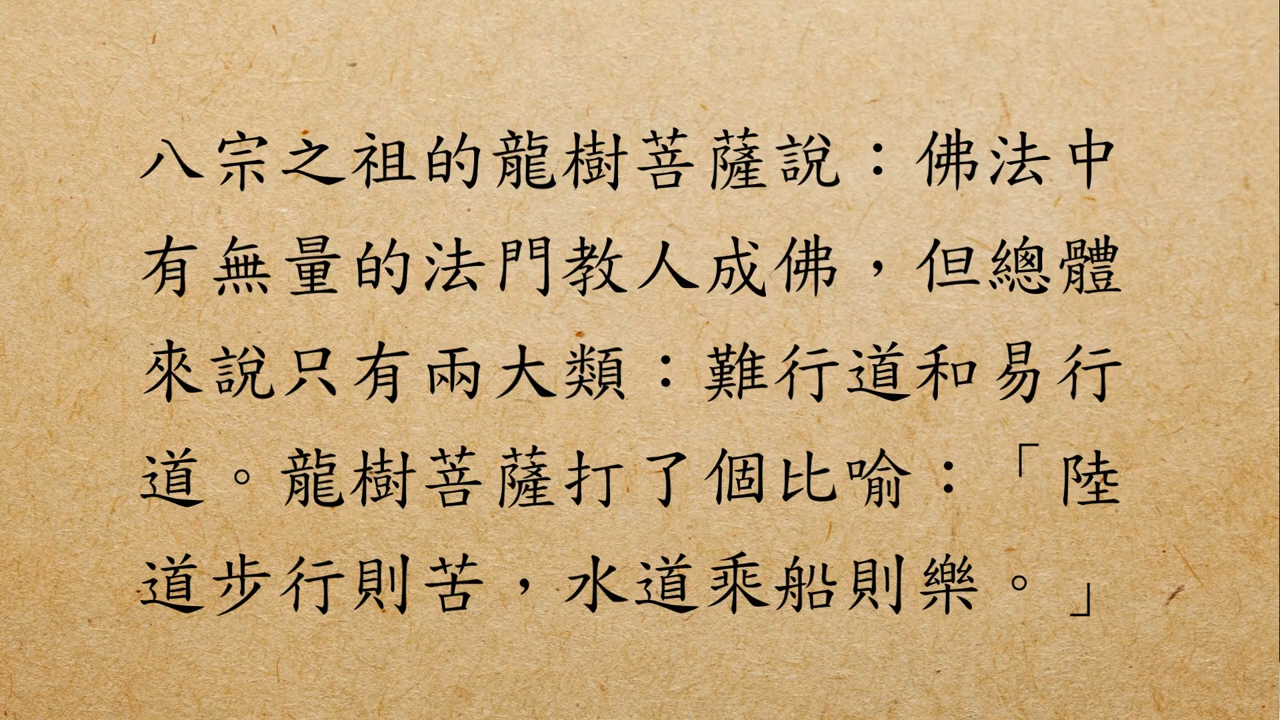 八宗之祖的龍樹菩薩說：佛法中
有無量的法門教人成佛，但總體
來說只有兩大類：難行道和易行
道。龍樹菩薩打了個比喻：「陸
道步行則苦，水道乘船則樂。」